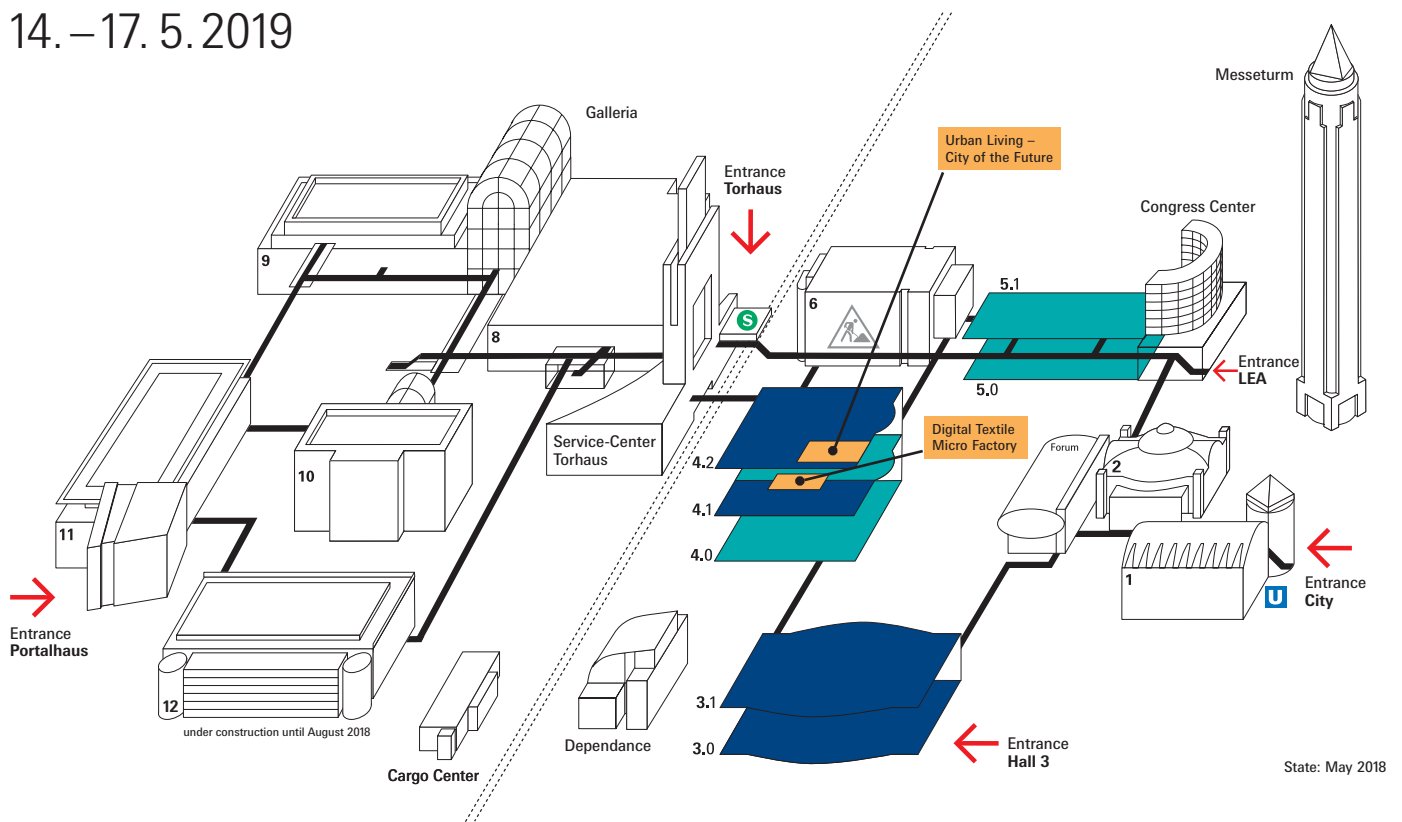 14. – 17. 5. 2019
Messeturm
Galleria
Urban Living –
City of the Future
Entrance
Torhaus
Congress Center
9
5.1
6
S
8
Entrance
LEA
5.0
Digital Textile
Micro Factory
Service-Center
Torhaus
Forum
4.2
2
10
4.1
11
4.0
1
Entrance
City
U
Entrance
Portalhaus
3.1
12
under construction until August 2018
Dependance
3.0
Entrance
Hall 3
Cargo Center
State: May 2018